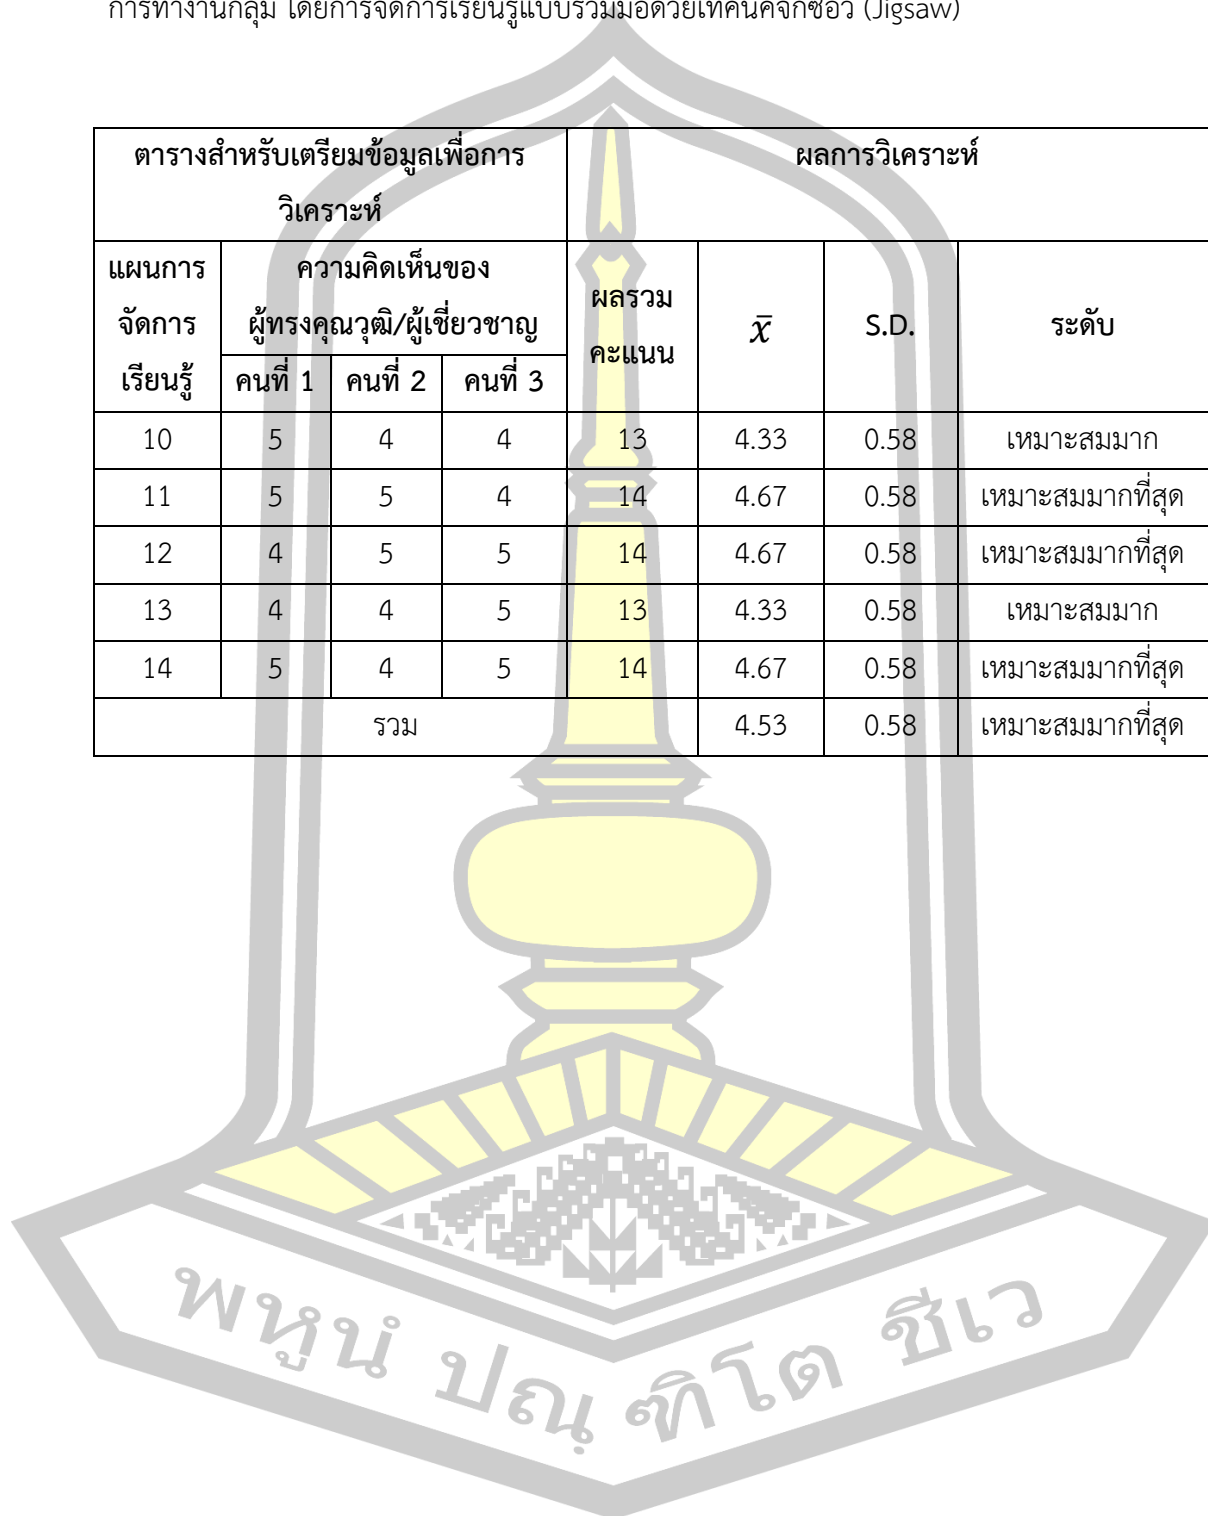 การทำงานกลุ่ม โดยการจัดการเรียนรู้แบบร่วมมือด้วยเทคนิคจิกซอว์ (Jigsaw)
ตารางสำหรับเตรียมข้อมูลเพื่อการ
วิเคราะห์
ผลการวิเคราะห์
แผนการ
จัดการ
เรียนรู้
ความคิดเห็นของ
ผู้ทรงคุณวุฒิ/ผู้เชี่ยวชาญ
คนที่ 1 คนที่ 2 คนที่ 3
ผลรวม
คะแนน
x̄
S.D.
ระดับ
10 5 4 4 13 4.33 0.58 เหมาะสมมาก
11 5 5 4 14 4.67 0.58 เหมาะสมมากที่สุด
12 4 5 5 14 4.67 0.58 เหมาะสมมากที่สุด
13 4 4 5 13 4.33 0.58 เหมาะสมมาก
14 5 4 5 14 4.67 0.58 เหมาะสมมากที่สุด
รวม 4.53 0.58 เหมาะสมมากที่สุด
พหูนํ ปณฺฑิโต ชีเว